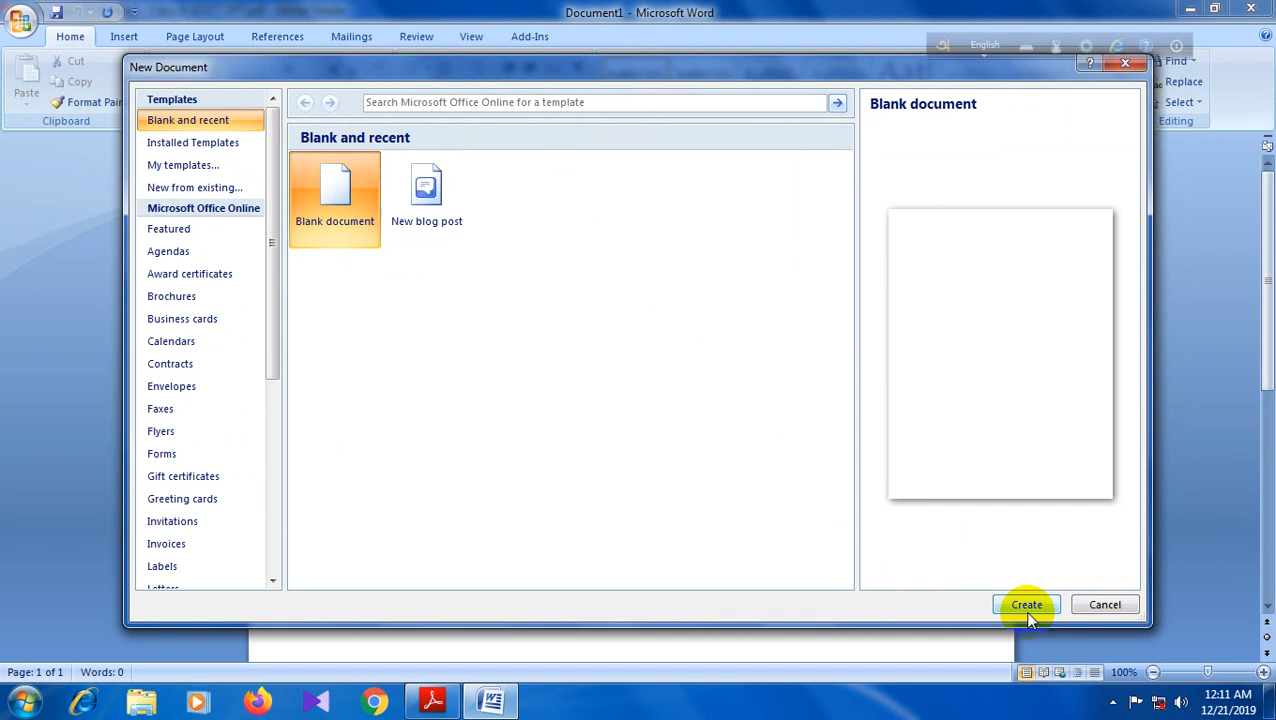 Document1 - Microsoft Word
Home Insert Page Layout References Mailings Review View Add-Ins
English
Cut
Copy
Paste
Format Pain
Clipboard
Find
Replace
Select
Editing
New Document
Templates
Blank and recent
Installed Templates
My templates...
New from existing...
Microsoft Office Online
Featured
Agendas
Award certificates
Brochures
Business cards
Calendars
Contracts
Envelopes
Faxes
Flyers
Forms
Gift certificates
Greeting cards
Invitations
Invoices
Labels
Letters
Search Microsoft Office Online for a template
Blank and recent
Blank document
New blog post
Blank document
Create Cancel
Page: 1 of 1 Words: 0
100%
12:11 AM
12/21/2019